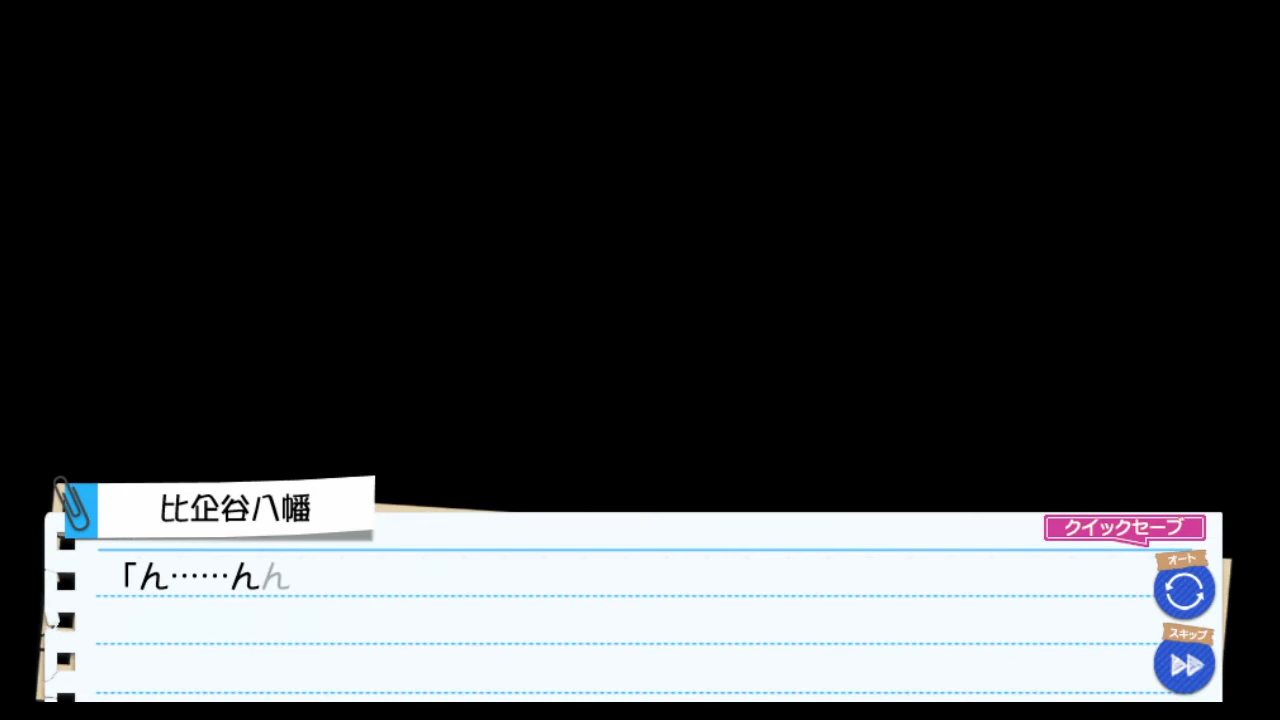 比企谷八幡
クイックセーブ
「ん……んん
オート
スキップ